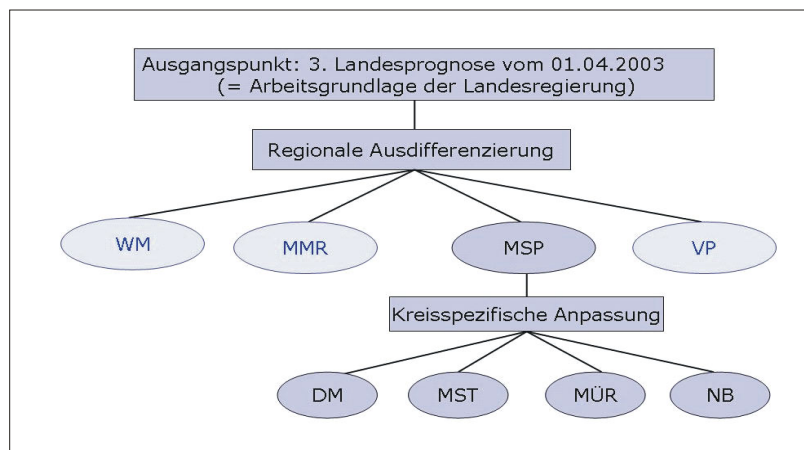 Ausgangspunkt: 3. Landesprognose vom 01.04.2003
(= Arbeitsgrundlage der Landesregierung)
Regionale Ausdifferenzierung
WM
MMR
MSP
VP
Kreisspezifische Anpassung
DM
MST
MÜR
NB